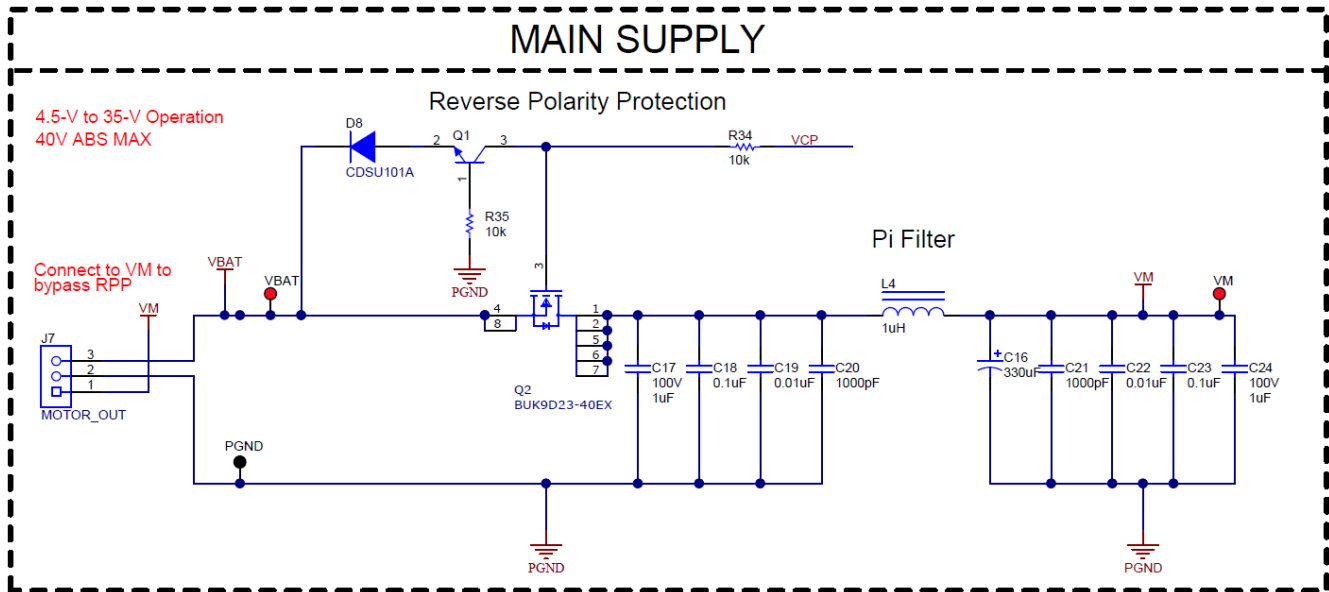 MAIN SUPPLY
4.5-V to 35-V Operation
40V ABS MAX
Reverse Polarity Protection
D8
CDSU101A
2
Q1
3
1
R34
10k
VCP
R35
10k
PGND
Pi Filter
Connect to VM to
bypass RPP
VBAT
VBAT
VM
3
4
8
1
2
5
6
7
Q2
BUK9D23-40EX
L4
1uH
VM
VM
J7
3
2
1
MOTOR_OUT
C17
100V
1uF
C18
0.1uF
C19
0.01uF
C20
1000pF
+
C16
330uF
C21
1000pF
C22
0.01uF
C23
0.1uF
C24
100V
1uF
PGND
PGND
PGND